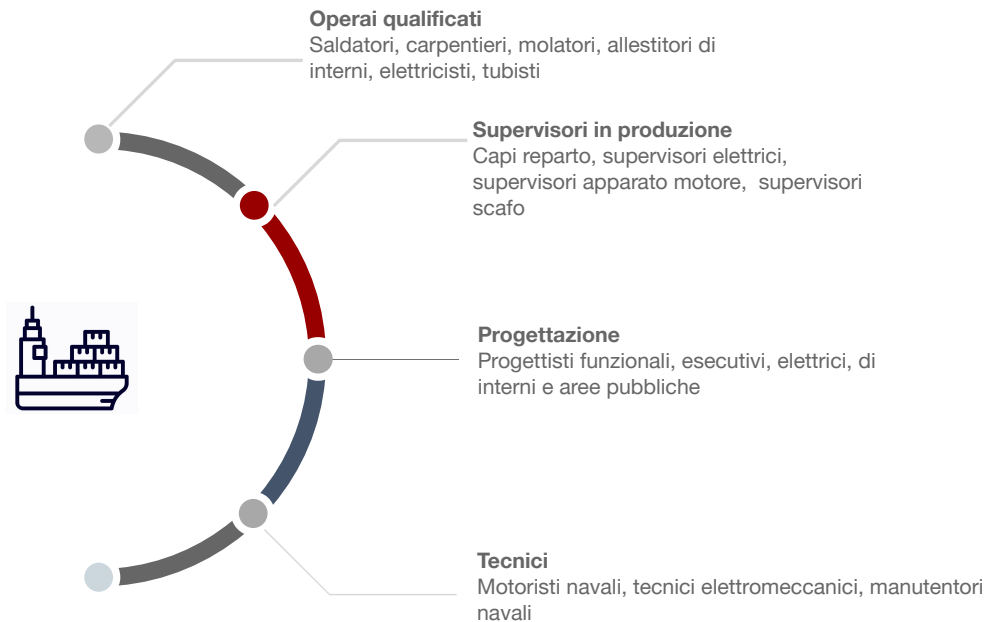 Operai qualificati
Saldatori, carpentieri, molatori, allestitori di
interni, elettricisti, tubisti
Supervisori in produzione
Capi reparto, supervisori elettrici,
supervisori apparato motore,  supervisori
scafo
Progettazione
Progettisti funzionali, esecutivi, elettrici, di
interni e aree pubbliche
Tecnici
Motoristi navali, tecnici elettromeccanici, manutentori
navali